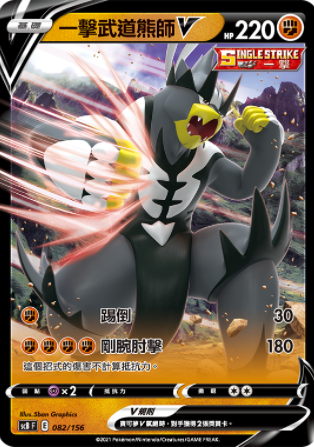 基礎 一擊武道熊師V HP 220
SINGLE STRIKE
一擊
踢倒 30
剛腕肘擊 180
這個招式的傷害不計算抵抗力。
弱點 ×2 抵抗力 撤退
Illus. 5ban Graphics
V規則
scD F E 082/156
當寶可夢V【昏厥】時,對手獲得2張獎賞卡。
©2021 Pokémon/Nintendo/Creatures/GAME FREAK.